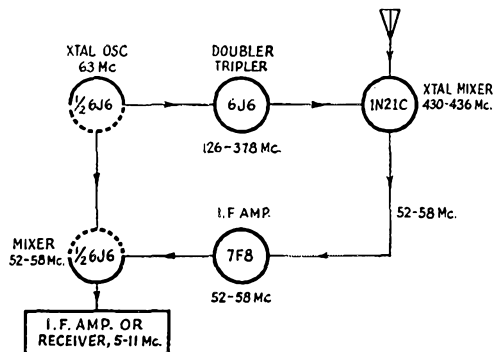 XTAL OSC
63 Mc
½ 6J6
DOUBLER
TRIPLER
6J6
126-378 Mc.
1N21C
XTAL MIXER
430-436 Mc.
52-58 Mc.
I.F AMP.
7F8
52-58 Mc
MIXER
52-58 Mc.
½ 6J6
I.F. AMP. OR
RECEIVER, 5-11 Mc.